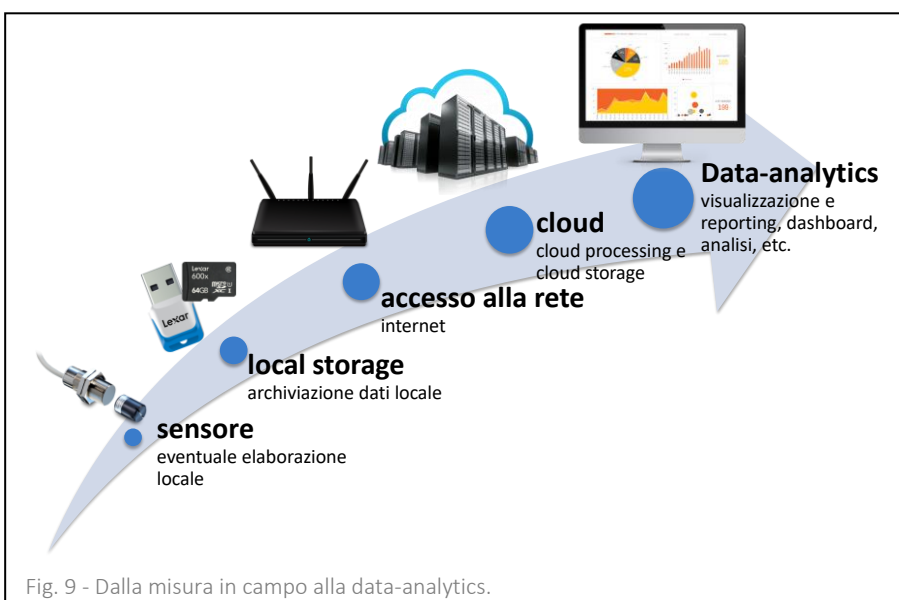 Data-analytics
visualizzazione e
reporting, dashboard,
analisi, etc.
cloud
cloud processing e
cloud storage
accesso alla rete
internet
Lexar
600x
64GB
Lexar
local storage
archiviazione dati locale
sensore
eventuale elaborazione
locale
Fig. 9 - Dalla misura in campo alla data-analytics.